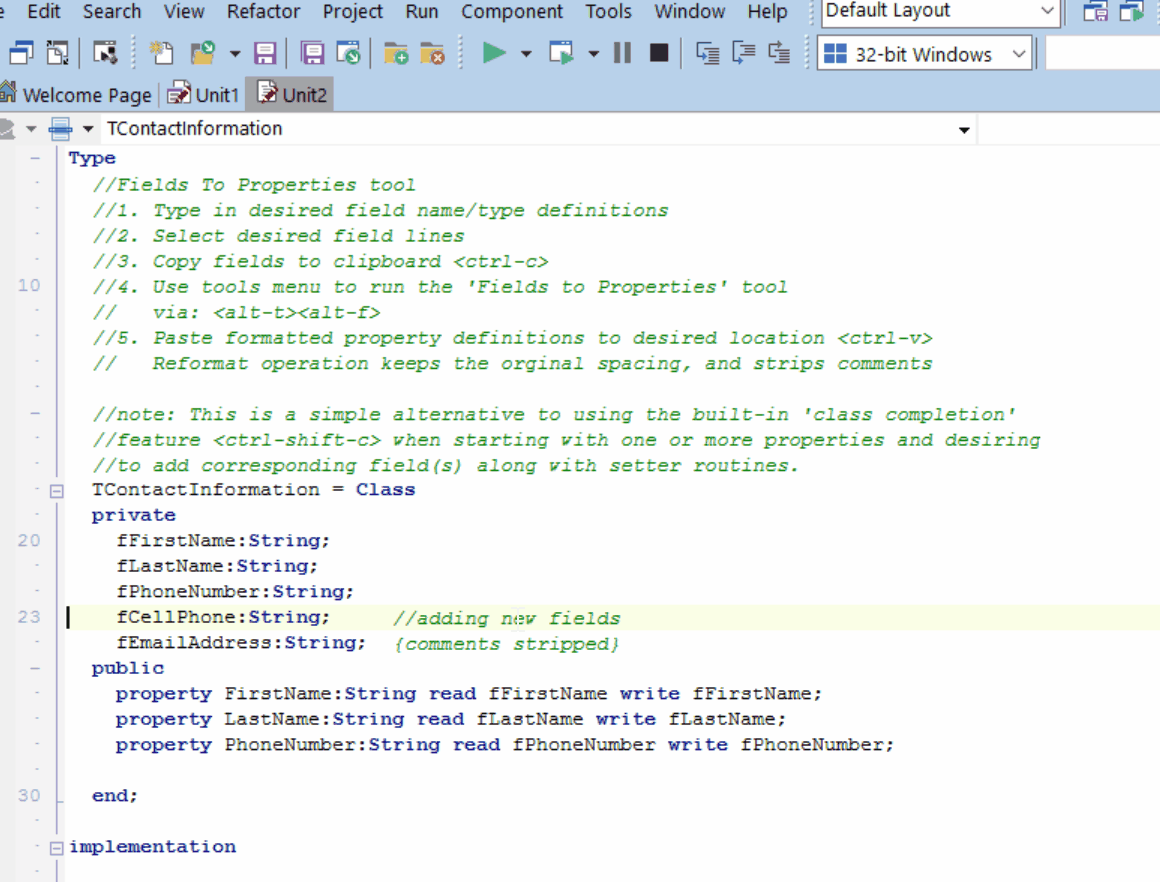 Edit Search View Refactor Project Run Component Tools Window Help Default Layout
32-bit Windows
Welcome Page Unit1 Unit2
TContactInformation
Type
//Fields To Properties tool
//1. Type in desired field name/type definitions
//2. Select desired field lines
//3. Copy fields to clipboard <ctrl-c>
10 //4. Use tools menu to run the 'Fields to Properties' tool
// via: <alt-t><alt-f>
//5. Paste formatted property definitions to desired location <ctrl-v>
// Reformat operation keeps the orginal spacing, and strips comments
//note: This is a simple alternative to using the built-in 'class completion'
//feature <ctrl-shift-c> when starting with one or more properties and desiring
//to add corresponding field(s) along with setter routines.
TContactInformation = Class
private
20 fFirstName:String;
fLastName:String;
fPhoneNumber:String;
23 fCellPhone:String; //adding new fields
fEmailAddress:String; {comments stripped}
public
property FirstName:String read fFirstName write fFirstName;
property LastName:String read fLastName write fLastName;
property PhoneNumber:String read fPhoneNumber write fPhoneNumber;
30 end;
implementation